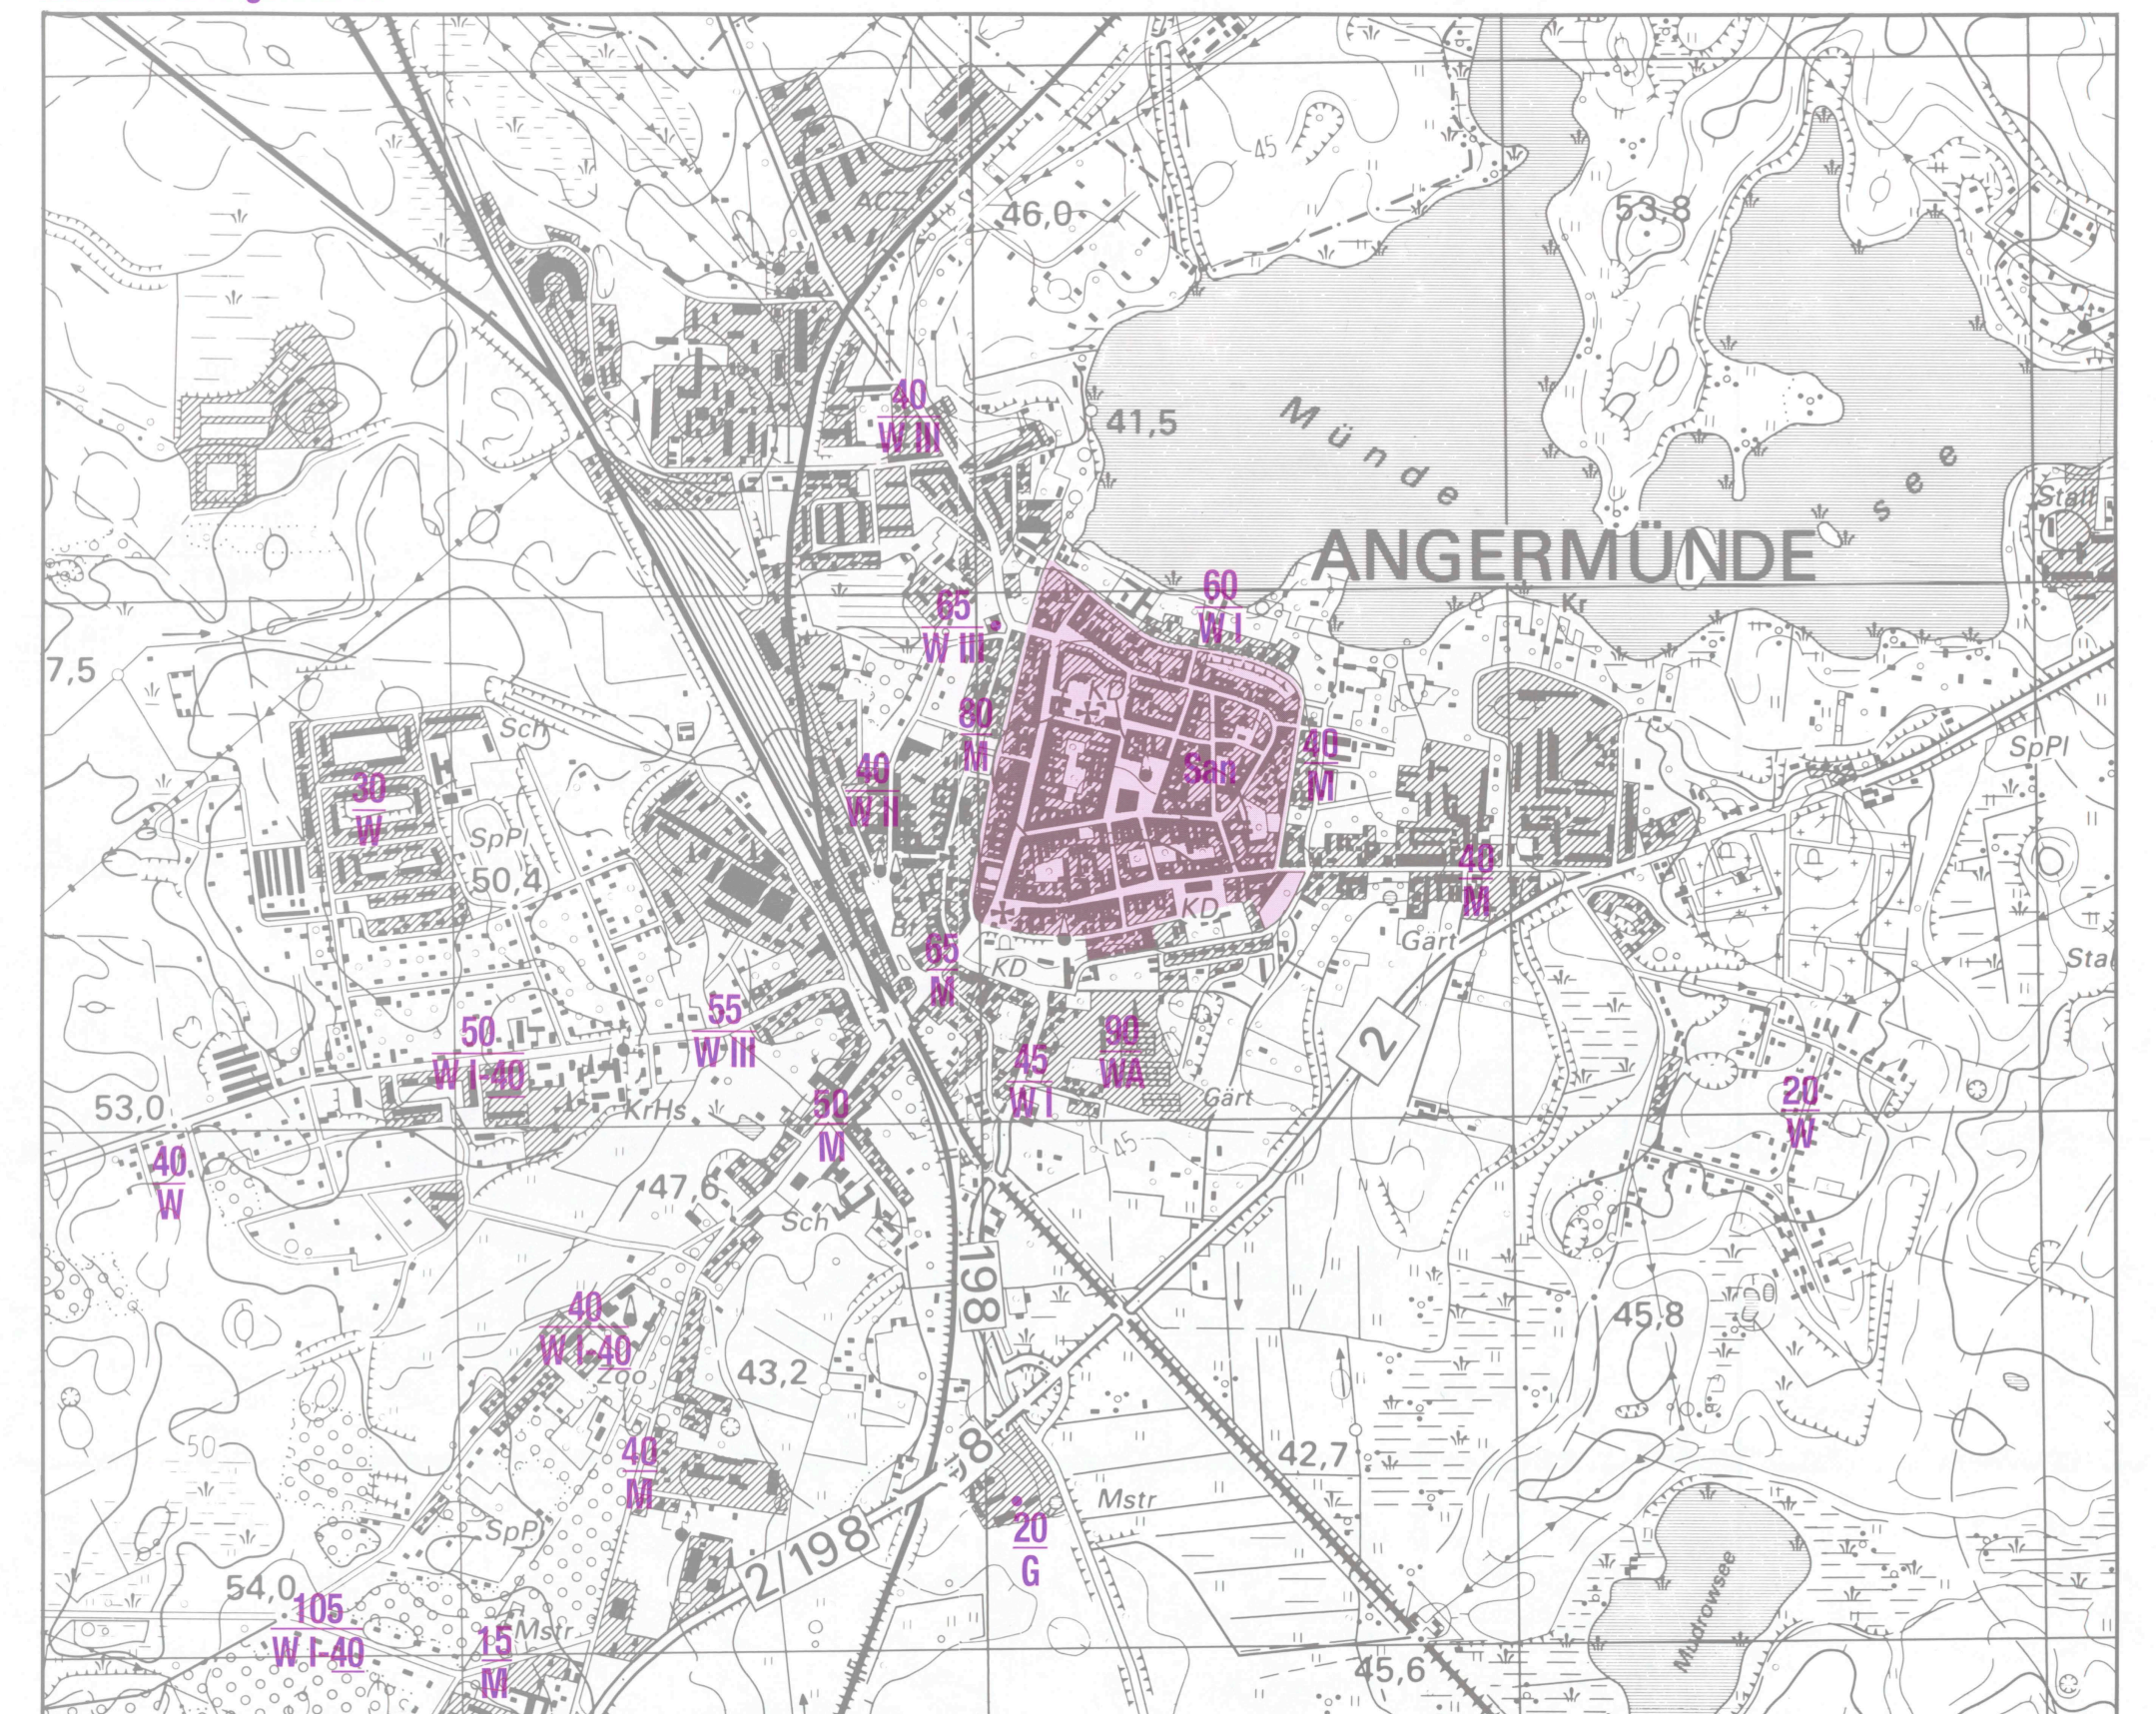 ACZ
46,0
45
53,8
40
W III
41,5
Münde
see
Stall
ANGERMÜNDE
Kr
60
W I
65
W III
7,5
Sch
KD
80
M
San
40
M
SpPl
40
W II
30
W
SpPl
50,4
40
M
KD
Gärt
65
M
KD
55
W III
50
W I-40
90
WA
45
W I
2
53,0
KrHs
50
M
Gärt
45
20
W
40
W
47,6
Sch
198
40
W I-40
Zoo
43,2
45,8
50
40
M
42,7
Mstr
SpPl
20
G
2/198
54,0
105
W I-40
15
M
Mstr
Mudrowsee
45,6